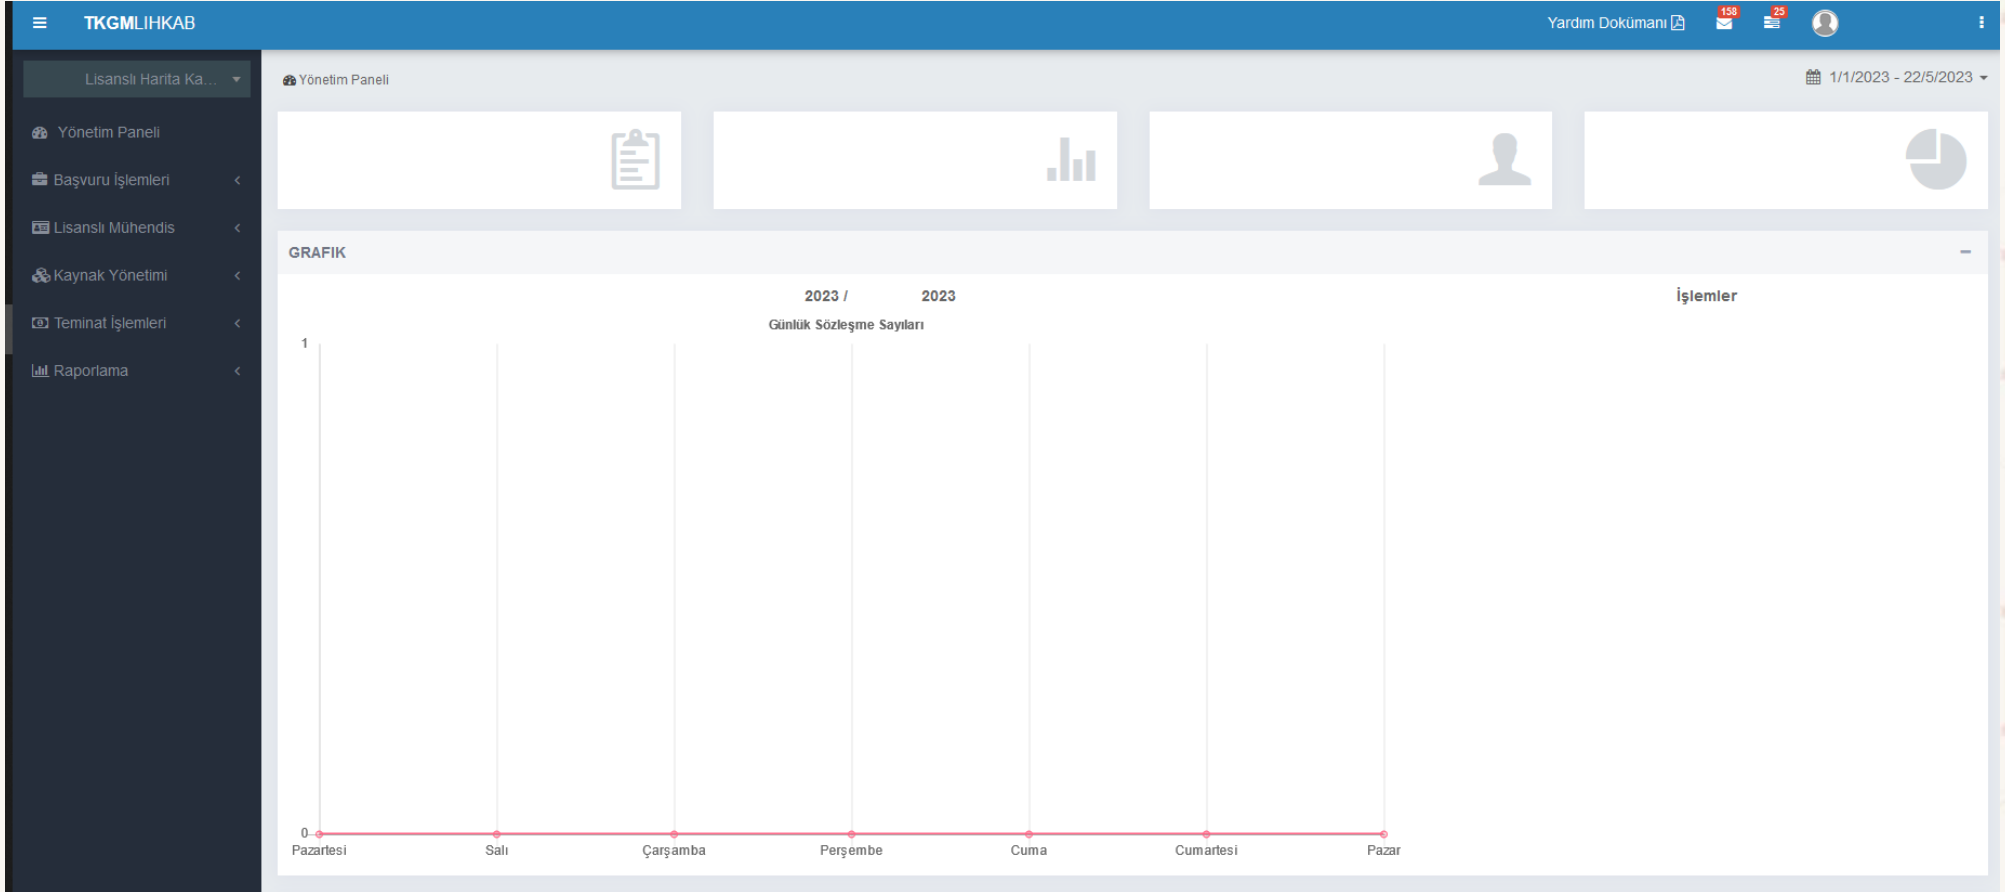 TKGMLIHKAB
Yardım Dokümanı
158
25
Lisanslı Harita Ka...
Yönetim Paneli
1/1/2023 - 22/5/2023
Yönetim Paneli
Başvuru İşlemleri
Lisanslı Mühendis
Kaynak Yönetimi
Teminat İşlemleri
Raporlama
GRAFIK
2023 / 2023
Günlük Sözleşme Sayıları
İşlemler
1
0
Pazartesi Salı Çarşamba Perşembe Cuma Cumartesi Pazar